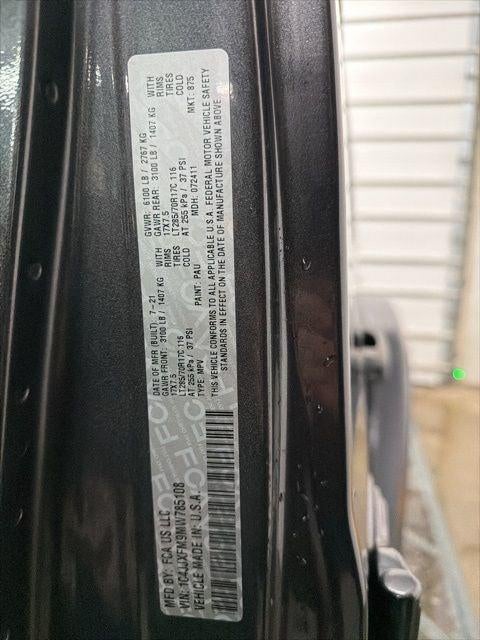 MFD BY: FCA US LLC
DATE OF MFR (BUILT): 7-21
GVWR: 6100 LB / 2767 KG
GAWR FRONT: 3100 LB / 1407 KG WITH
GAWR REAR: 3100 LB / 1407 KG WITH
17X7.5 RIMS
17X7.5 RIMS
LT285/70R17C 116 TIRES
LT285/70R17C 116 TIRES
AT 255 kPa / 37 PSI COLD
AT 255 kPa / 37 PSI COLD
TYPE: MPV PAINT: PAU MDH: 072411 MKT: 875
THIS VEHICLE CONFORMS TO ALL APPLICABLE U.S.A. FEDERAL MOTOR VEHICLE SAFETY
STANDARDS IN EFFECT ON THE DATE OF MANUFACTURE SHOWN ABOVE.
VIN: 1C4JJXFM9MW785108
VEHICLE MADE IN: U.S.A.